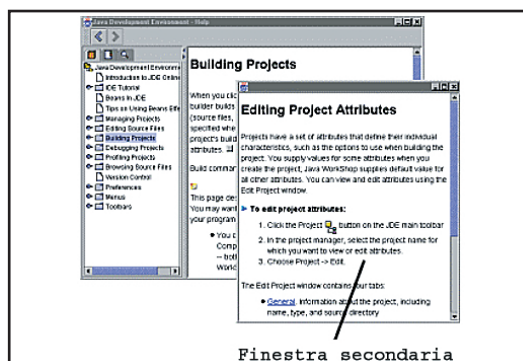 Java Development Environment - Help
Java Development Environme
Introduction to JDE Online
IDE Tutorial
Beans In JDE
Tips on Using Beans Effe
Managing Projects
Editing Source Files
Building Projects
Debugging Projects
Profiling Projects
Browsing Source Files
Version Control
Preferences
Menus
Toolbars
Building Projects
When you clic
builder builds
(source files,
specified when
project's build
attributes.
Build comman
This page des
You may want
your program
You c
Comp
-- both
World
Editing Project Attributes
Projects have a set of attributes that define their individual
characteristics, such as the options to use when building the
project. You supply values for some attributes when you
create the project, Java WorkShop supplies default value for
all other attributes. You can view and edit attributes using the
Edit Project window.
To edit project attributes:
1. Click the Project button on the JDE main toolbar
2. In the project manager, select the project name for
which you want to view or edit attributes.
3. Choose Project -> Edit.
The Edit Project window contains four tabs:
General. Information about the project, including
name, type, and source directory
Finestra secondaria